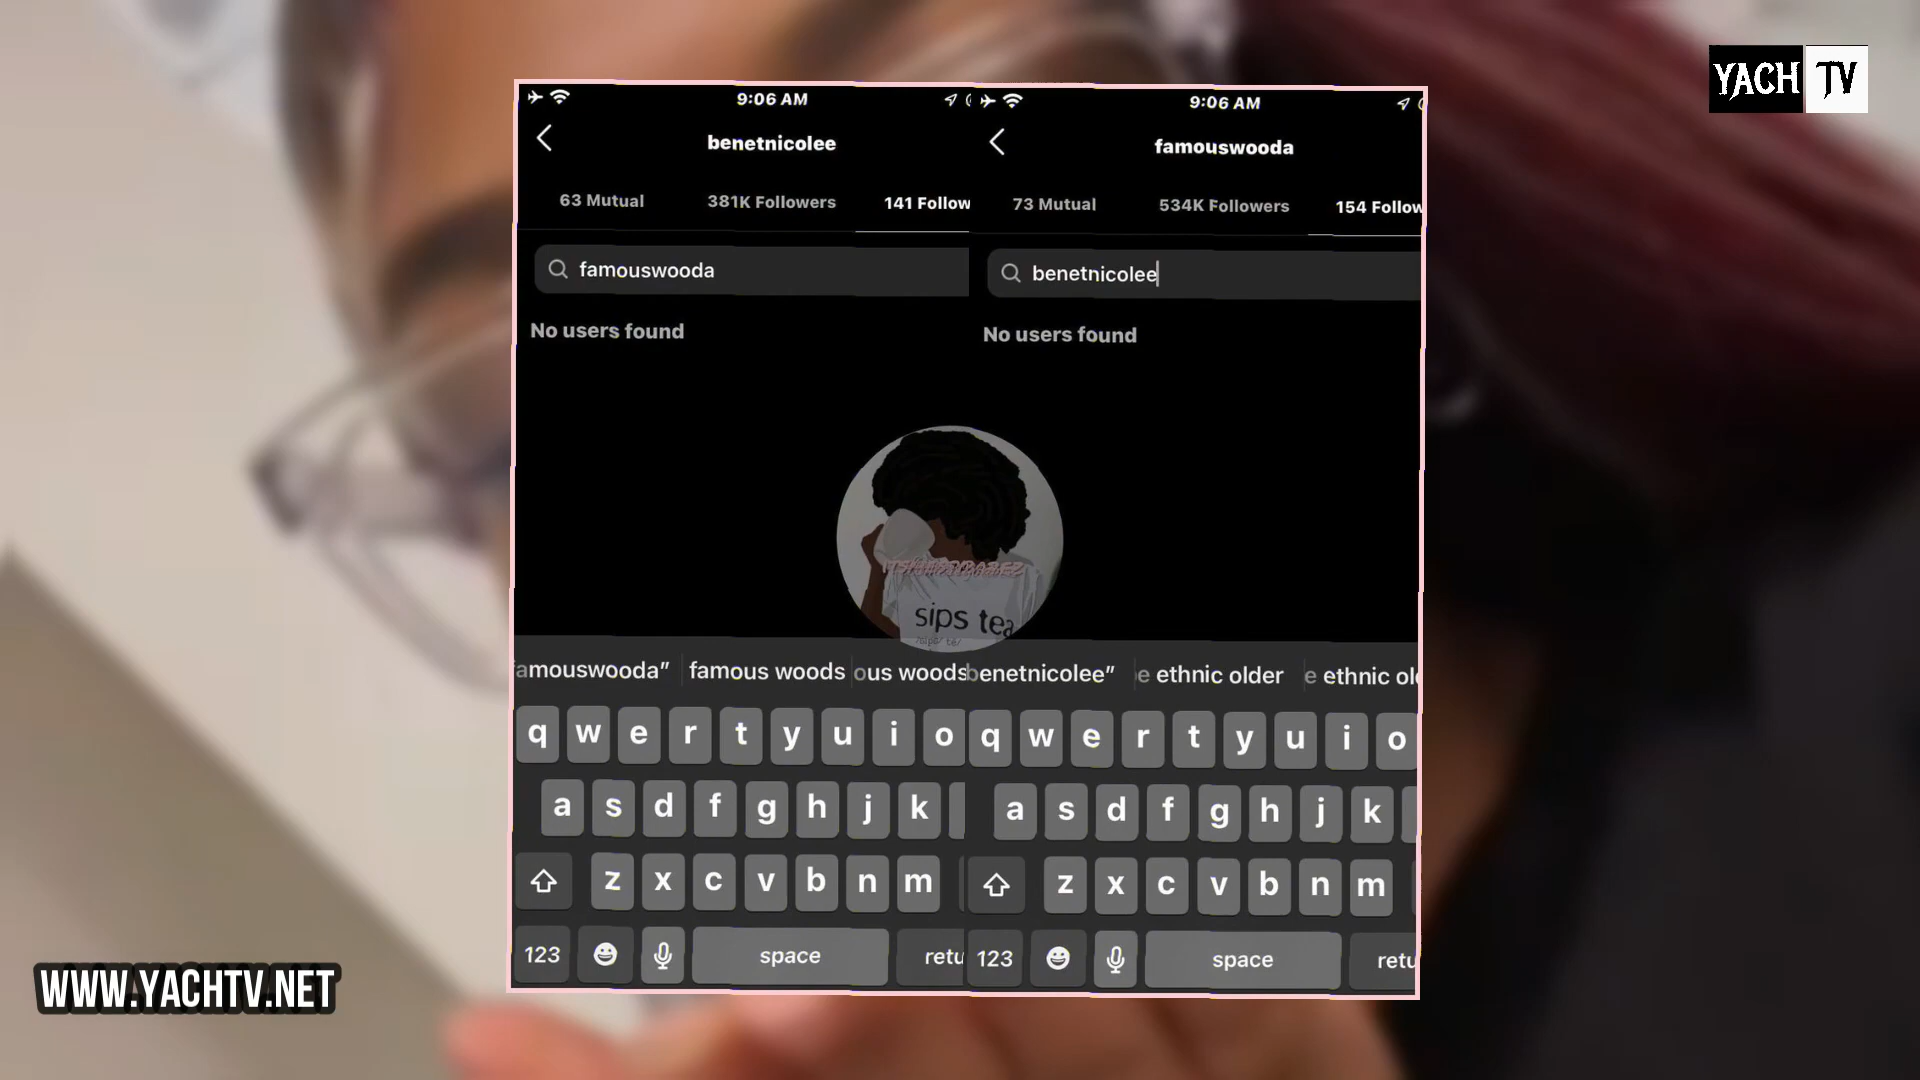 YACH TV
9:06 AM
benetnicolee
63 Mutual 381K Followers 141 Follow
famouswooda
No users found
9:06 AM
famouswooda
73 Mutual 534K Followers 154 Follow
benetnicolee
No users found
sips tea
amouswooda” famous woods ous woods
benetnicolee” e ethnic older e ethnic ol
q w e r t y u i o
a s d f g h j k
z x c v b n m
123 space retu
q w e r t y u i o
a s d f g h j k
z x c v b n m
123 space retu
WWW.YACHTV.NET